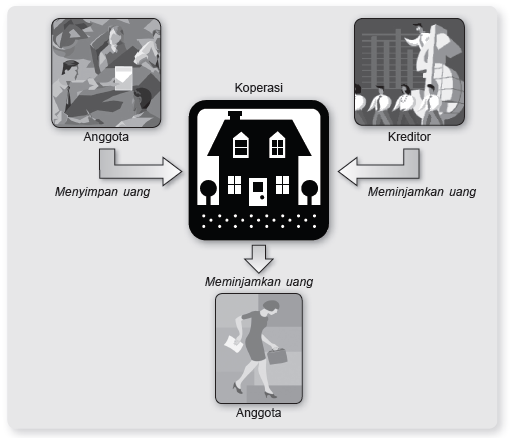 Koperasi
Anggota
Kreditor
Menyimpan uang
Meminjamkan uang
Meminjamkan uang
Anggota